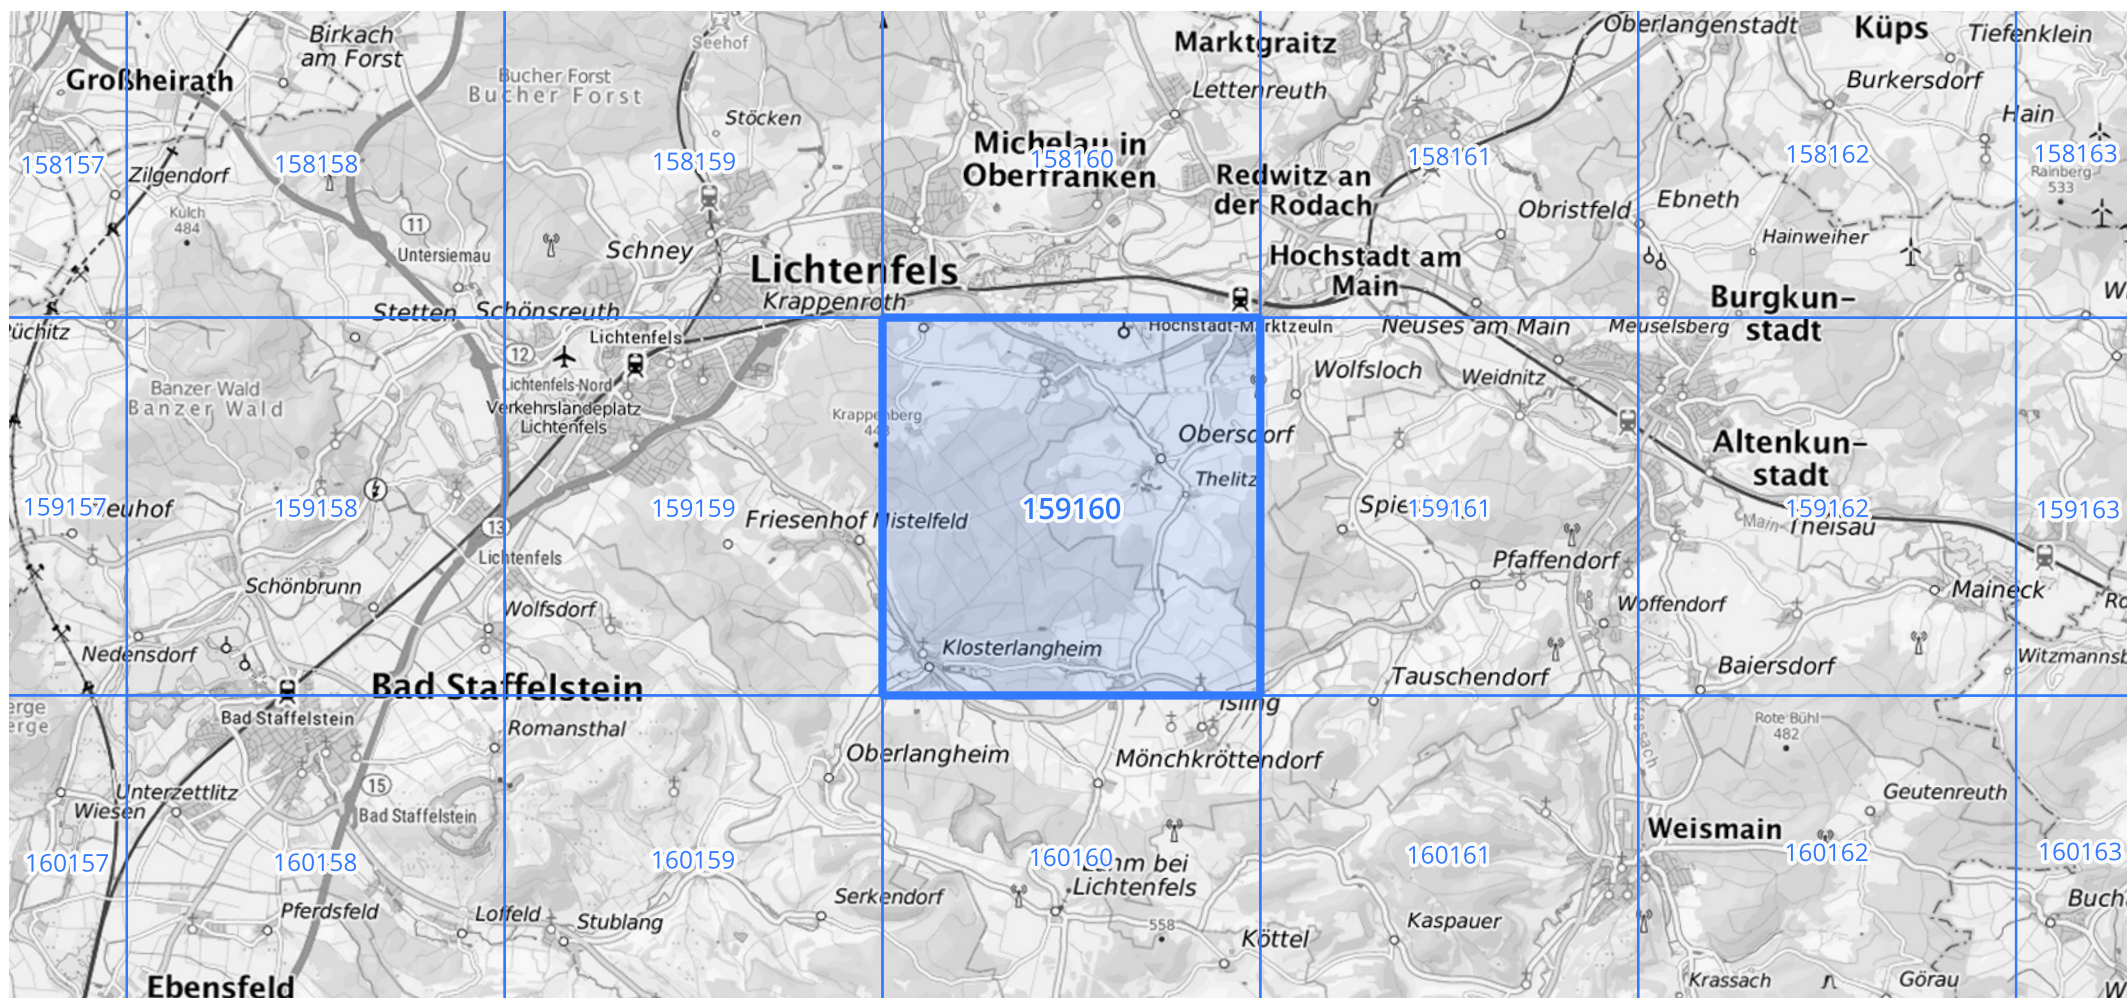 Birkach
am Forst
Großheirath
Seehof
Bucher Forst
Bucher Forst
Stöcken
Marktgraitz
Lettenreuth
Oberlangenstadt
Küps
Tiefenklein
Burkersdorf
Hain
158157
158158
158159
Michelau in
158160
Oberfranken
158161
158162
158163
Rainberg
533
Zilgendorf
Kulch
484
11
Untersiemau
Schney
Redwitz an
der Rodach
Obristfeld
Ebneth
Hainweiher
Lichtenfels
Krappenroth
Hochstadt am
Main
Burgkun-
stadt
Stetten
Schönsreuth
Lichtenfels
12
Lichtenfels-Nord
Verkehrslandeplatz
Lichtenfels
Banzer Wald
Banzer Wald
Krappenberg
Hochstadt-Marktzeuln
Neuses am Main
Meuselsberg
Wolfsloch
Weidnitz
Obersdorf
Thelitz
Altenkun-
stadt
159157
159158
159159
159160
159161
159162
159163
Friesenhof
Mistelfeld
Main
Theisau
13
Lichtenfels
Schönbrunn
Wolfsdorf
Pfaffendorf
Woffendorf
Maineck
Nedensdorf
Klosterlangheim
Tauschendorf
Baiersdorf
Bad Staffelstein
Bad Staffelstein
Romansthal
Isling
Rote Bühl
482
Oberlangheim
Mönchkröttendorf
Unterzettlitz
Wiesen
15
Bad Staffelstein
Geutenreuth
Weismain
160157
160158
160159
160160
160161
160162
160163
bei
Lichtenfels
Serkendorf
Pferdsfeld
Loffeld
Stublang
558
Köttel
Kaspauer
Ebensfeld
Krassach
Görau